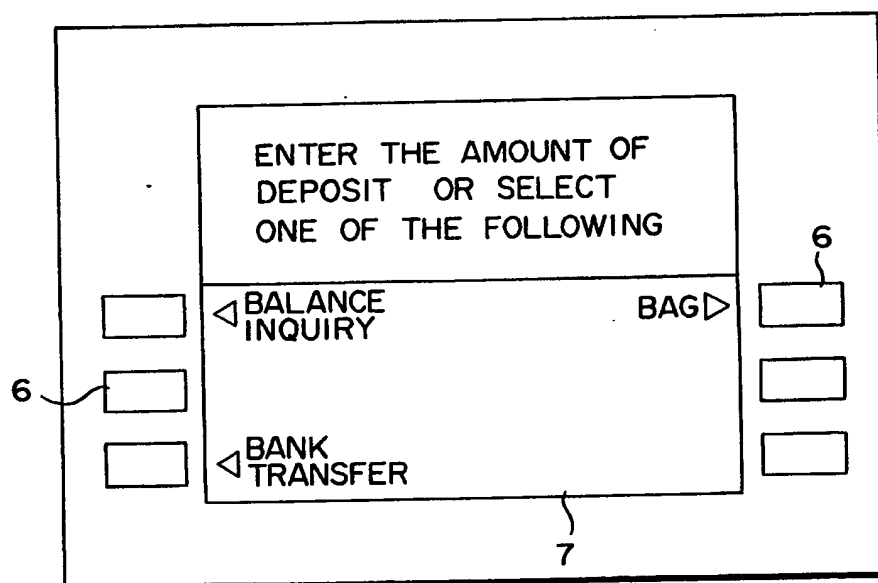 ENTER THE AMOUNT OF
DEPOSIT OR SELECT
ONE OF THE FOLLOWING
6
◁ BALANCE
INQUIRY
BAG ▷
6
◁ BANK
TRANSFER
7